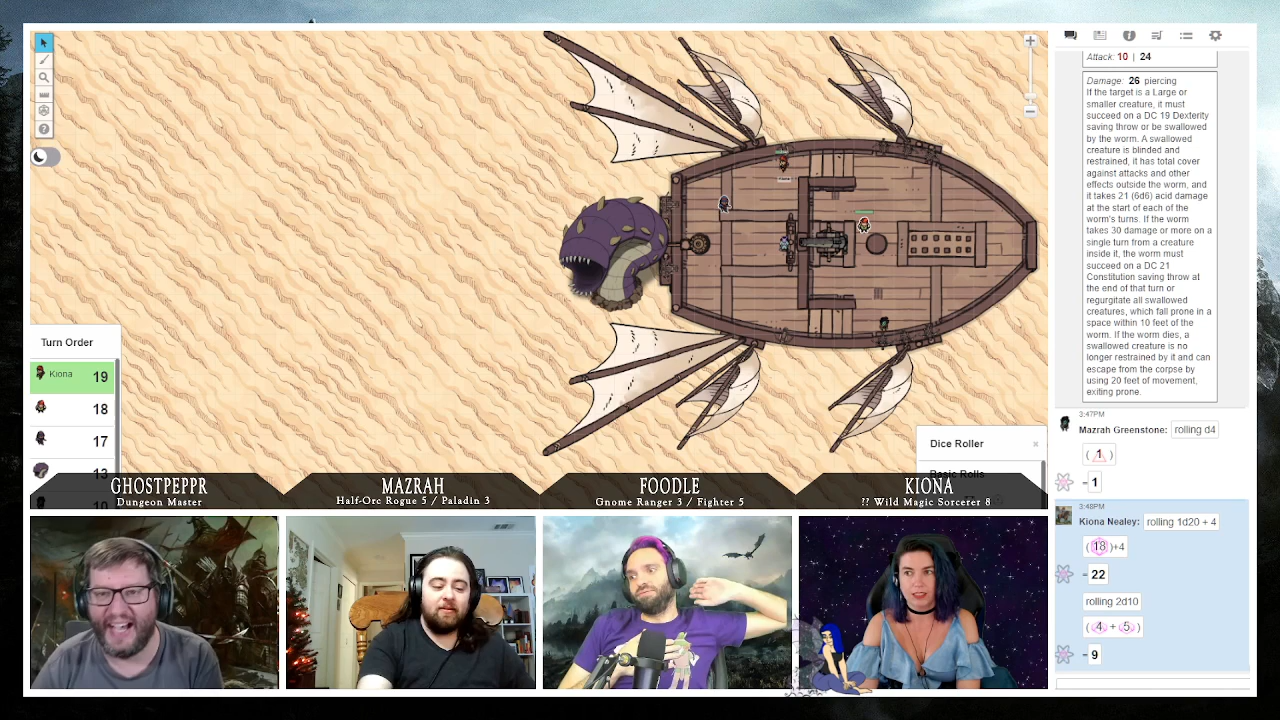 Attack: 10 | 24
Damage: 26 piercing
If the target is a Large or
smaller creature, it must
succeed on a DC 19 Dexterity
saving throw or be swallowed
by the worm. A swallowed
creature is blinded and
restrained, it has total cover
against attacks and other
effects outside the worm, and
it takes 21 (6d6) acid damage
at the start of each of the
worm's turns. If the worm
takes 30 damage or more on a
single turn from a creature
inside it, the worm must
succeed on a DC 21
Constitution saving throw at
the end of that turn or
regurgitate all swallowed
creatures, which fall prone in a
space within 10 feet of the
worm. If the worm dies, a
swallowed creature is no
longer restrained by it and can
escape from the corpse by
using 20 feet of movement,
exiting prone.
3:47PM
Mazrah Greenstone: rolling d4
( 1 )
= 1
3:48PM
Kiona Nealey: rolling 1d20 + 4
( 18 )+4
= 22
rolling 2d10
( 4 + 5 )
= 9
Turn Order
Kiona 19
18
17
13
10
Dice Roller ×
Basic Rolls
GHOSTPEPPR
Dungeon Master
MAZRAH
Half-Orc Rogue 5 / Paladin 3
FOODLE
Gnome Ranger 3 / Fighter 5
KIONA
?? Wild Magic Sorcerer 8